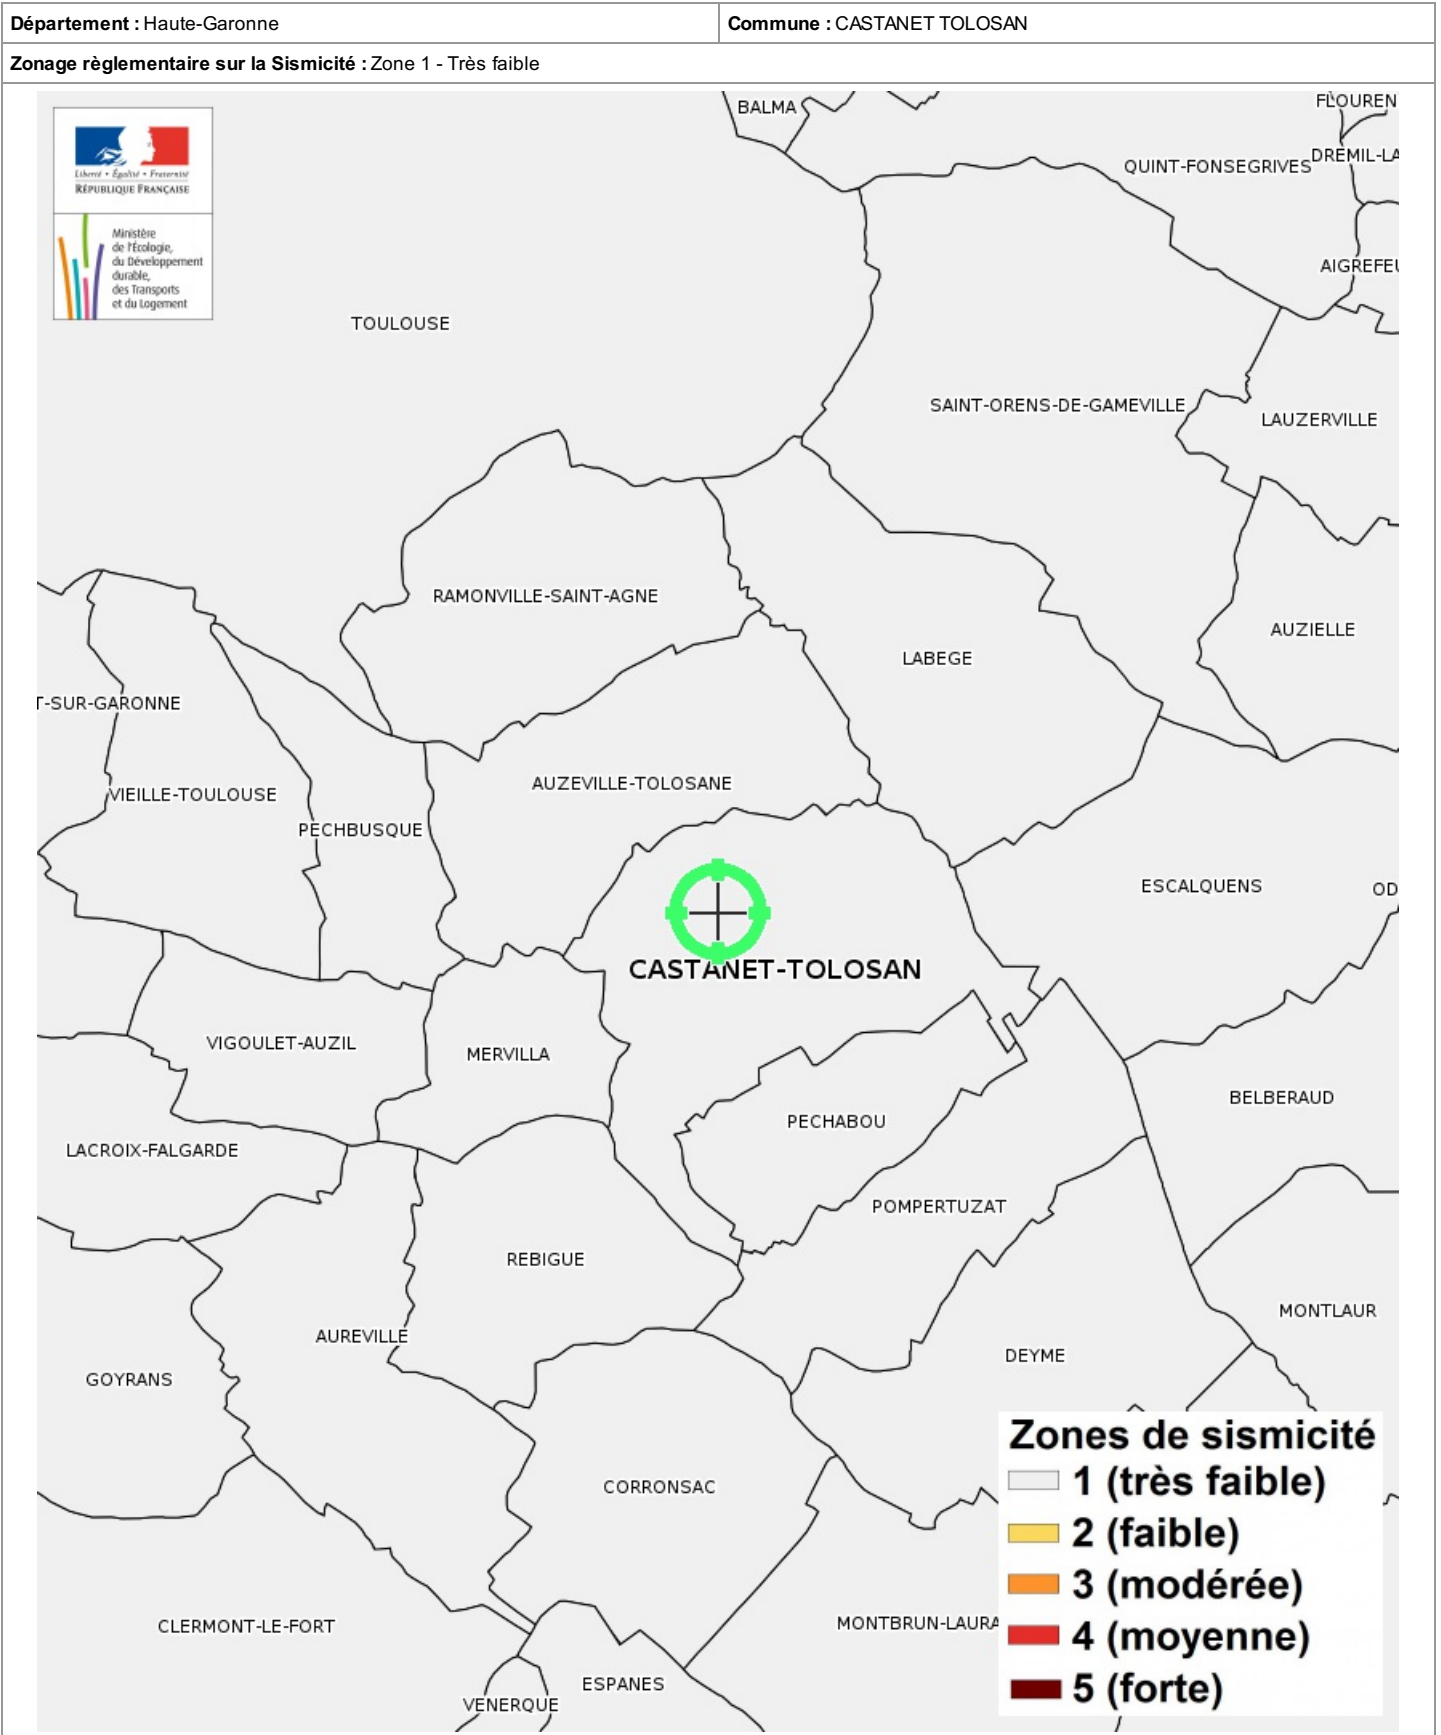 Département : Haute-Garonne
Commune : CASTANET TOLOSAN
Zonage règlementaire sur la Sismicité : Zone 1 - Très faible
BALMA
FLOUREN
Liberté • Égalité • Fraternité
RÉPUBLIQUE FRANÇAISE
QUINT-FONSEGRIVES
DREMIL-LA
Ministère
de l'Écologie,
du Développement
durable,
des Transports
et du Logement
AIGREFEU
TOULOUSE
SAINT-ORENS-DE-GAMEVILLE
LAUZERVILLE
RAMONVILLE-SAINT-AGNE
AUZIELLE
LABEGE
T-SUR-GARONNE
AUZEVILLE-TOLOSANE
VIEILLE-TOULOUSE
PECHBUSQUE
ESCALQUENS
OD
CASTANET-TOLOSAN
VIGOULET-AUZIL
MERVILLA
BELBERAUD
PECHABOU
LACROIX-FALGARDE
POMPERTUZAT
REBIGUE
MONTLAUR
AUREVILLE
DEYME
GOYRANS
CORRONSAC
CLERMONT-LE-FORT
MONTBRUN-LAURA
ESPANES
VENERQUE
Zones de sismicité
1 (très faible)
2 (faible)
3 (modérée)
4 (moyenne)
5 (forte)